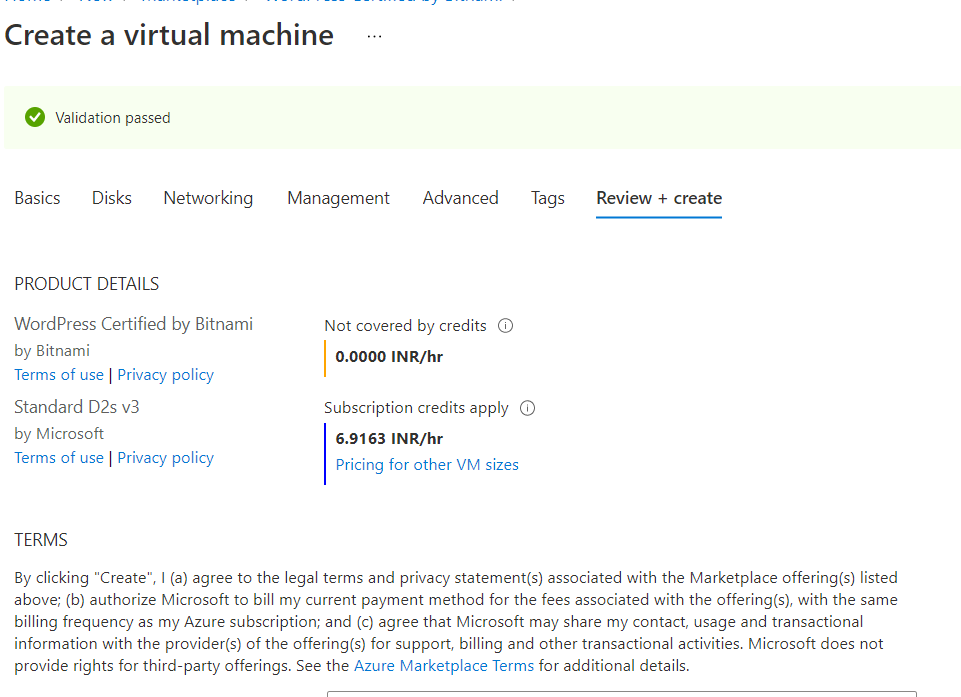 Create a virtual machine ...
Validation passed
Basics Disks Networking Management Advanced Tags Review + create
PRODUCT DETAILS
WordPress Certified by Bitnami
by Bitnami
Terms of use | Privacy policy
Not covered by credits
0.0000 INR/hr
Standard D2s v3
by Microsoft
Terms of use | Privacy policy
Subscription credits apply
6.9163 INR/hr
Pricing for other VM sizes
TERMS
By clicking "Create", I (a) agree to the legal terms and privacy statement(s) associated with the Marketplace offering(s) listed
above; (b) authorize Microsoft to bill my current payment method for the fees associated with the offering(s), with the same
billing frequency as my Azure subscription; and (c) agree that Microsoft may share my contact, usage and transactional
information with the provider(s) of the offering(s) for support, billing and other transactional activities. Microsoft does not
provide rights for third-party offerings. See the Azure Marketplace Terms for additional details.